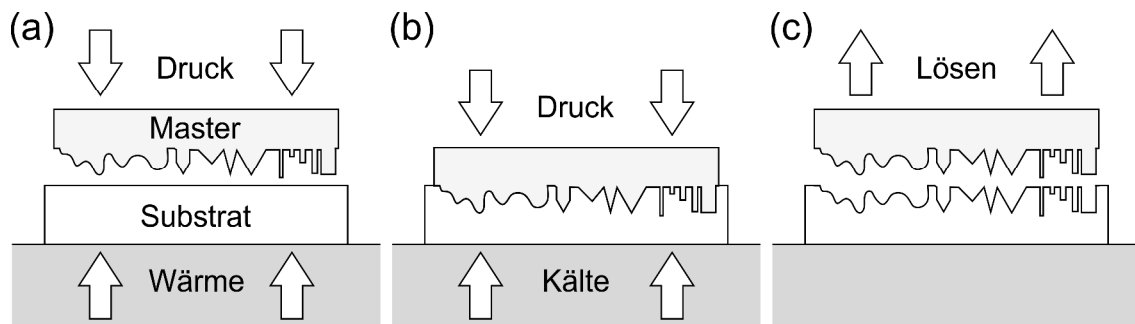 (a)
Druck
Master
Substrat
Wärme
(b)
Druck
Kälte
(c)
Lösen